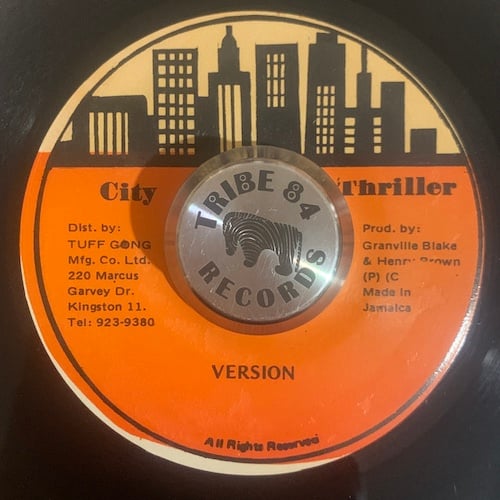 City Thriller
TRIBE 84
RECORDS
Dist. by:
TUFF GONG
Mfg. Co. Ltd.
220 Marcus
Garvey Dr.
Kingston 11.
Tel: 923-9380
Prod. by:
Granville Blake
& Henry Brown
(P) (C
Made in
Jamaica
VERSION
All Rights Reserved